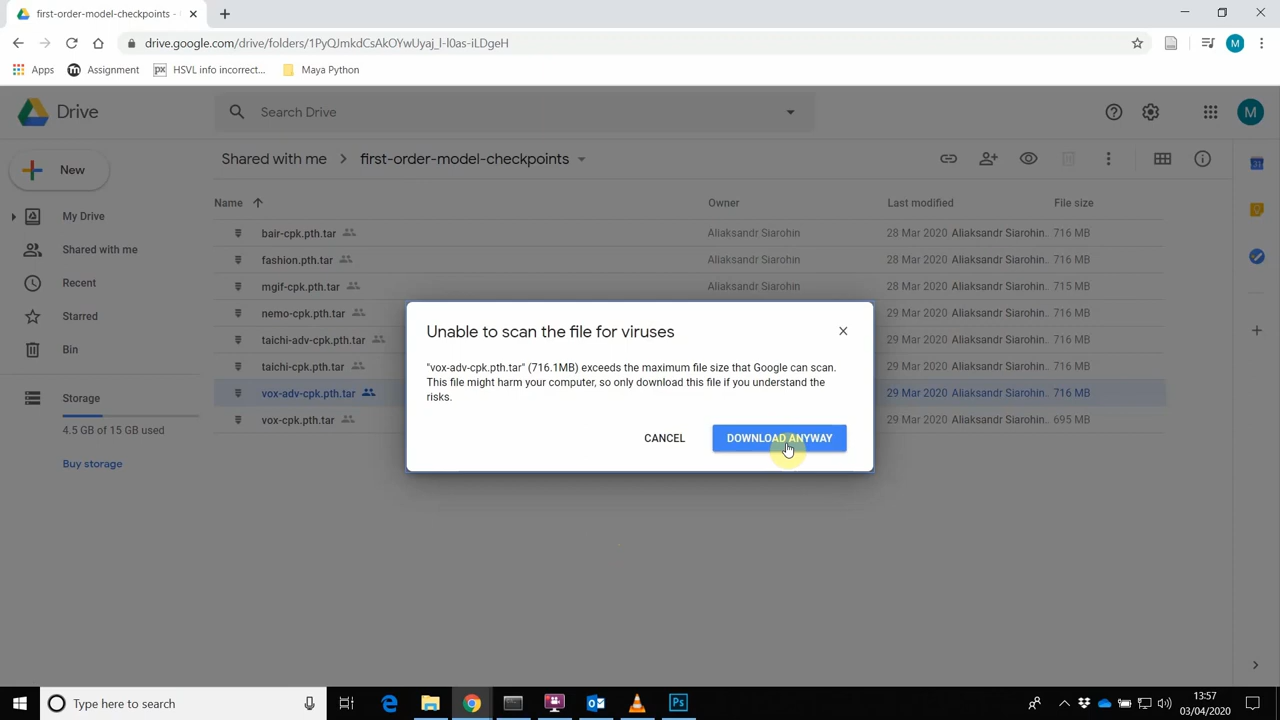 first-order-model-checkpoints -
drive.google.com/drive/folders/1PyQJmkdCsAkOYwUyaj_l-l0as-iLDgeH
M
Apps
Assignment
px
HSVL info incorrect...
Maya Python
Drive
Search Drive
M
New
Shared with me
first-order-model-checkpoints
Name
Owner
Last modified
File size
My Drive
Shared with me
Recent
Starred
Bin
Storage
4.5 GB of 15 GB used
Buy storage
bair-cpk.pth.tar Aliaksandr Siarohin 28 Mar 2020 Aliaksandr Siarohin.. 716 MB
fashion.pth.tar Aliaksandr Siarohin 28 Mar 2020 Aliaksandr Siarohin.. 716 MB
mgif-cpk.pth.tar Aliaksandr Siarohin 28 Mar 2020 Aliaksandr Siarohin.. 715 MB
nemo-cpk.pth.tar 29 Mar 2020 Aliaksandr Siarohin.. 716 MB
taichi-adv-cpk.pth.tar 29 Mar 2020 Aliaksandr Siarohin.. 716 MB
taichi-cpk.pth.tar 29 Mar 2020 Aliaksandr Siarohin.. 716 MB
vox-adv-cpk.pth.tar 29 Mar 2020 Aliaksandr Siarohin.. 716 MB
vox-cpk.pth.tar 29 Mar 2020 Aliaksandr Siarohin.. 695 MB
Unable to scan the file for viruses
"vox-adv-cpk.pth.tar" (716.1MB) exceeds the maximum file size that Google can scan.
This file might harm your computer, so only download this file if you understand the
risks.
CANCEL
DOWNLOAD ANYWAY
Type here to search
Ps
13:57
03/04/2020